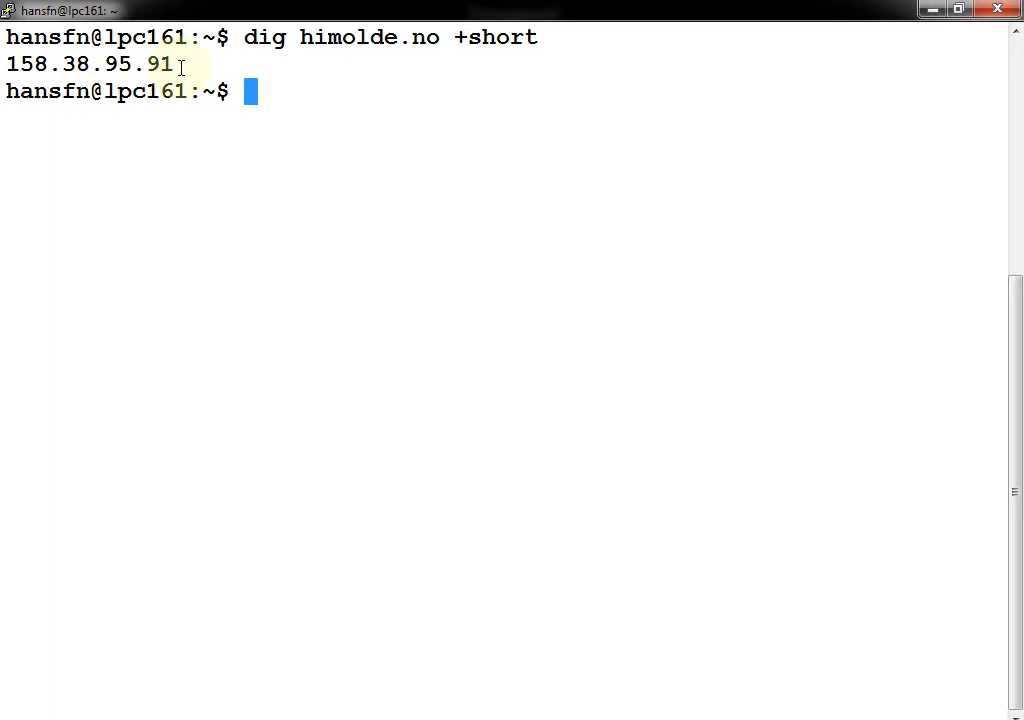 hansfn@lpc161: ~
hansfn@lpc161:~$ dig himolde.no +short
158.38.95.91
hansfn@lpc161:~$